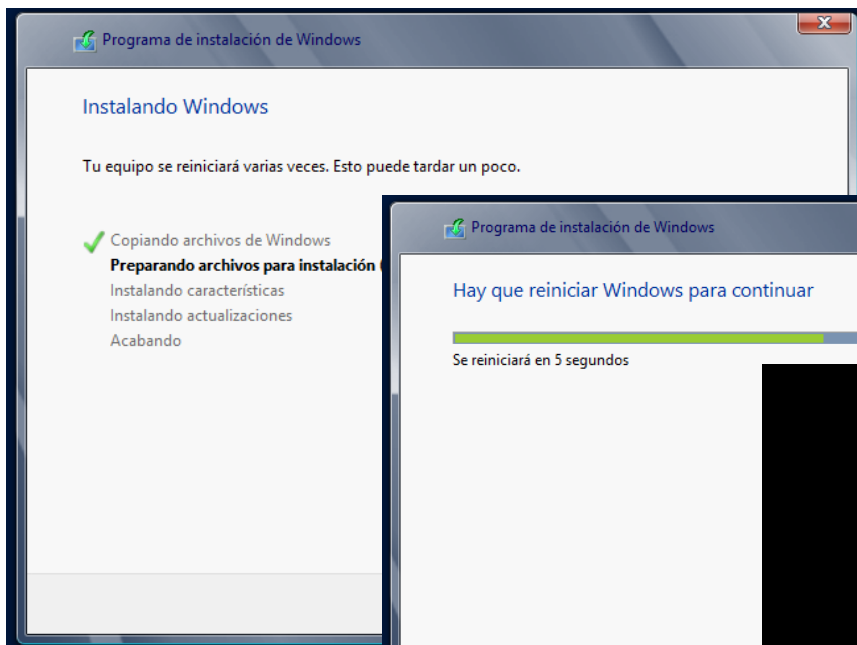 Programa de instalación de Windows
Instalando Windows
Tu equipo se reiniciará varias veces. Esto puede tardar un poco.
Copiando archivos de Windows
Preparando archivos para instalación (
Instalando características
Instalando actualizaciones
Acabando
Programa de instalación de Windows
Hay que reiniciar Windows para continuar
Se reiniciará en 5 segundos